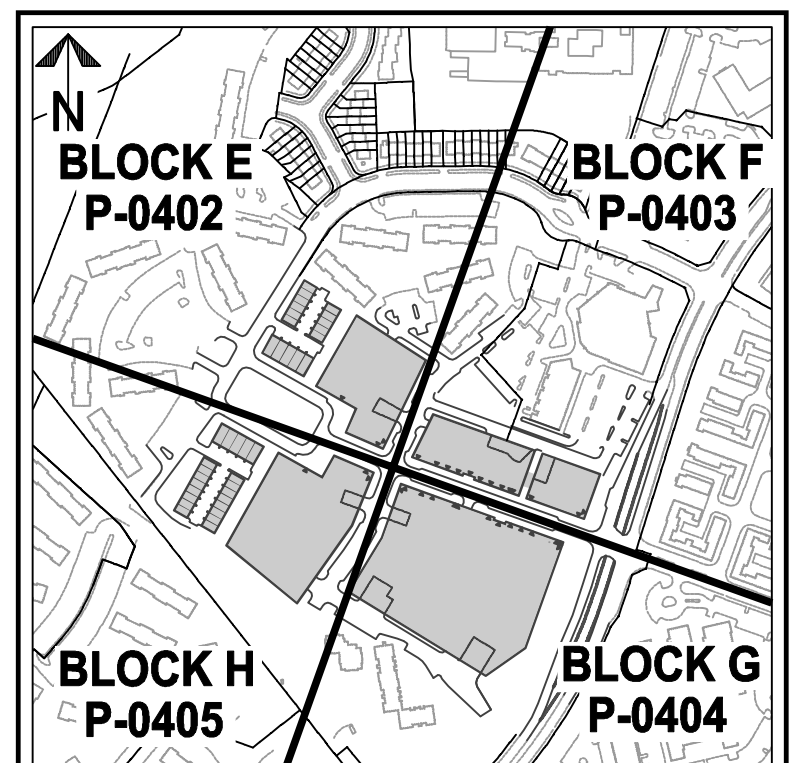 N
BLOCK E
P-0402
BLOCK F
P-0403
BLOCK H
P-0405
BLOCK G
P-0404